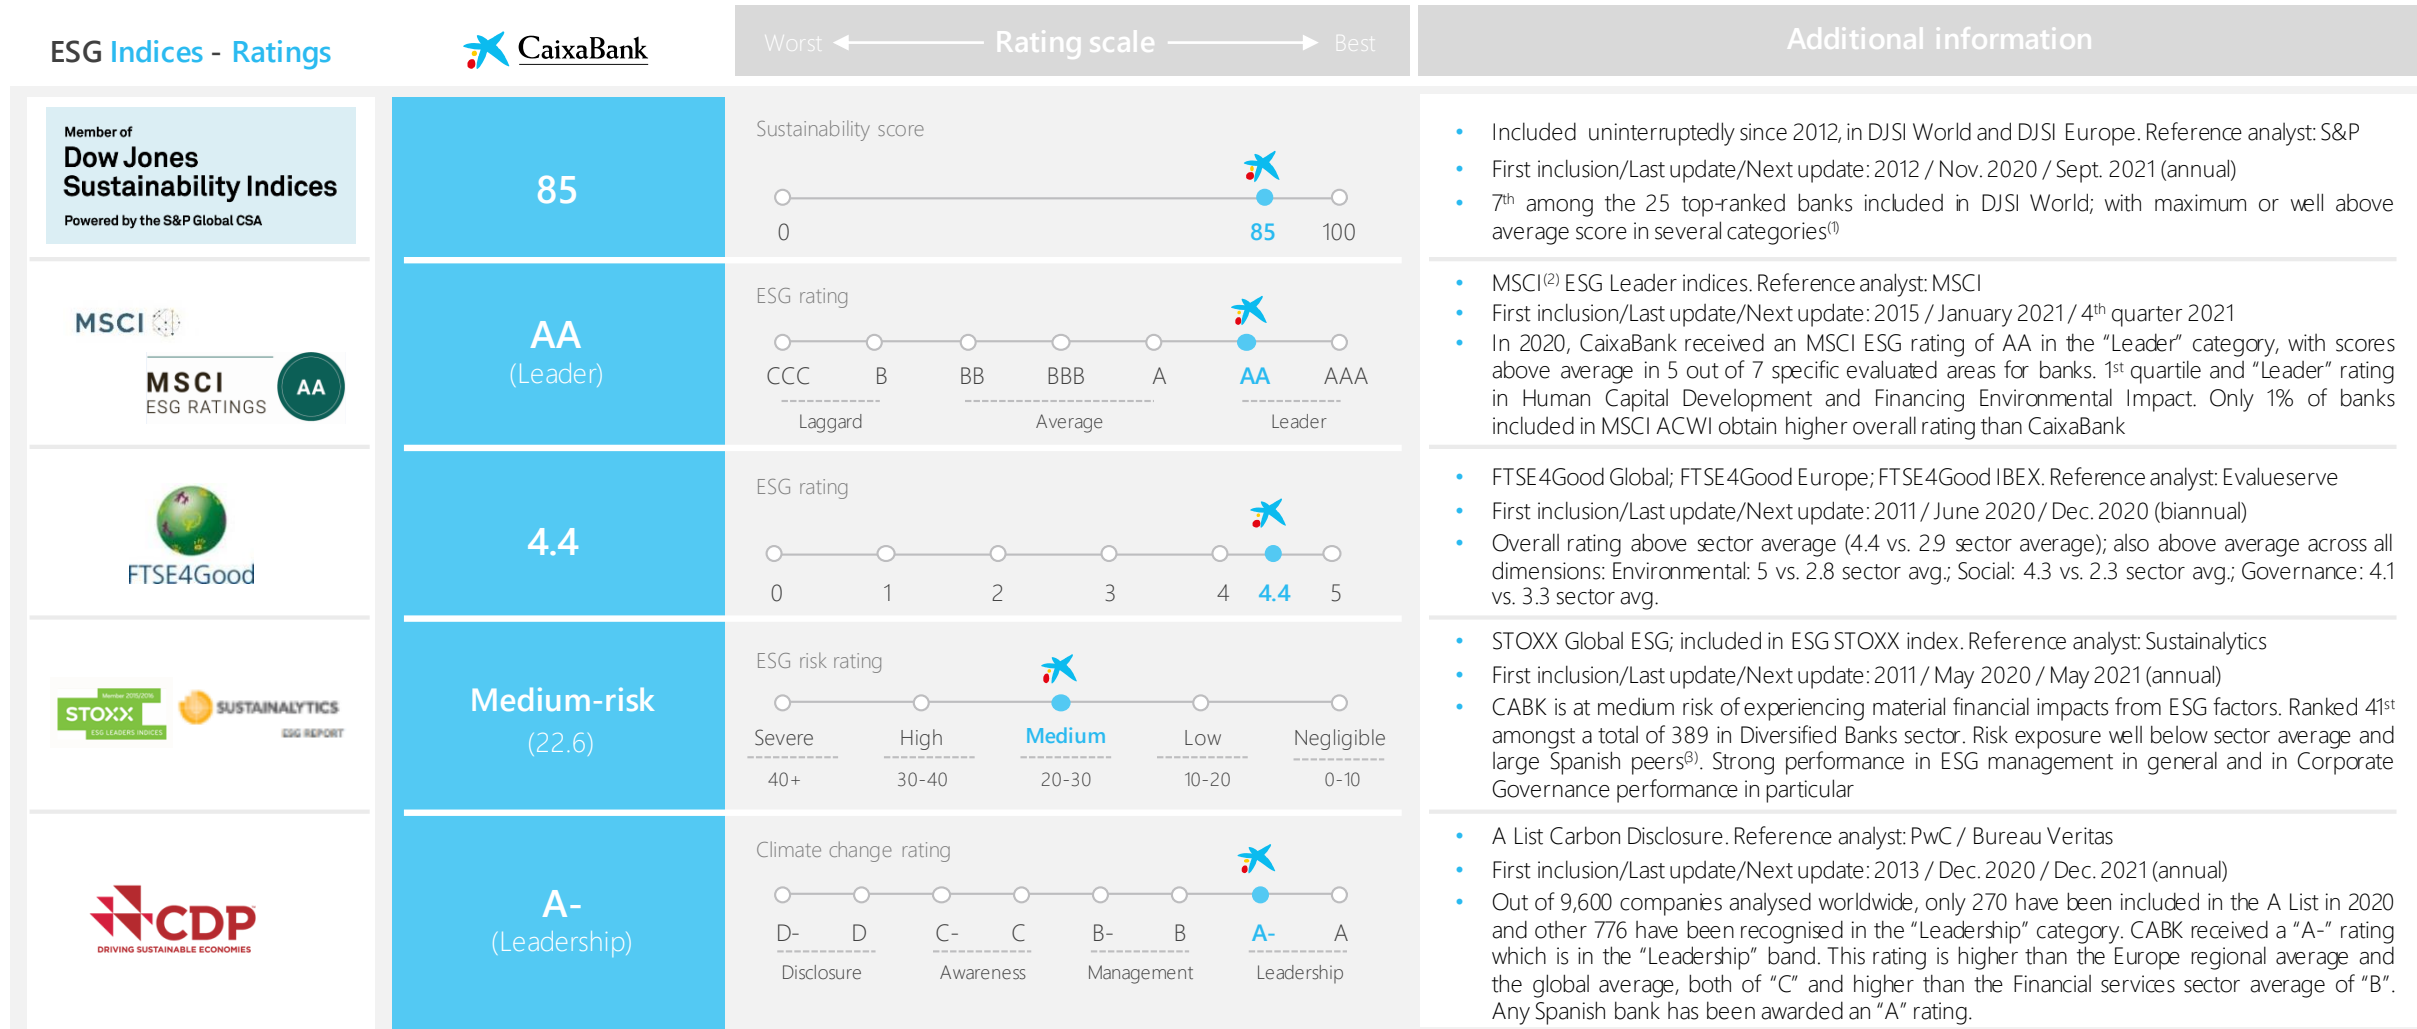 ESG Indices - Ratings
CaixaBank
Worst Rating scale Best
Additional information
Member of
Dow Jones
Sustainability Indices
Powered by the S&P Global CSA
85
Sustainability score
0 85 100
• Included uninterruptedly since 2012, in DJSI World and DJSI Europe. Reference analyst: S&P
• First inclusion/Last update/Next update: 2012 / Nov. 2020 / Sept. 2021 (annual)
• 7th among the 25 top-ranked banks included in DJSI World; with maximum or well above
average score in several categories(1)
MSCI
MSCI
ESG RATINGS
AA
AA
(Leader)
ESG rating
CCC B BB BBB A AA AAA
Laggard Average Leader
• MSCI(2) ESG Leader indices. Reference analyst: MSCI
• First inclusion/Last update/Next update: 2015 / January 2021 / 4th quarter 2021
• In 2020, CaixaBank received an MSCI ESG rating of AA in the “Leader” category, with scores
above average in 5 out of 7 specific evaluated areas for banks. 1st quartile and “Leader” rating
in Human Capital Development and Financing Environmental Impact. Only 1% of banks
included in MSCI ACWI obtain higher overall rating than CaixaBank
FTSE4Good
4.4
ESG rating
0 1 2 3 4 4.4 5
• FTSE4Good Global; FTSE4Good Europe; FTSE4Good IBEX. Reference analyst: Evalueserve
• First inclusion/Last update/Next update: 2011 / June 2020 / Dec. 2020 (biannual)
• Overall rating above sector average (4.4 vs. 2.9 sector average); also above average across all
dimensions: Environmental: 5 vs. 2.8 sector avg.; Social: 4.3 vs. 2.3 sector avg.; Governance: 4.1
vs. 3.3 sector avg.
Member 2015/2016
STOXX
ESG LEADERS INDICES
SUSTAINALYTICS
ESG REPORT
Medium-risk
(22.6)
ESG risk rating
Severe High Medium Low Negligible
40+ 30-40 20-30 10-20 0-10
• STOXX Global ESG; included in ESG STOXX index. Reference analyst: Sustainalytics
• First inclusion/Last update/Next update: 2011 / May 2020 / May 2021 (annual)
• CABK is at medium risk of experiencing material financial impacts from ESG factors. Ranked 41st
amongst a total of 389 in Diversified Banks sector. Risk exposure well below sector average and
large Spanish peers(3). Strong performance in ESG management in general and in Corporate
Governance performance in particular
CDP
DRIVING SUSTAINABLE ECONOMIES
A-
(Leadership)
Climate change rating
D- D C- C B- B A- A
Disclosure Awareness Management Leadership
• A List Carbon Disclosure. Reference analyst: PwC / Bureau Veritas
• First inclusion/Last update/Next update: 2013 / Dec. 2020 / Dec. 2021 (annual)
• Out of 9,600 companies analysed worldwide, only 270 have been included in the A List in 2020
and other 776 have been recognised in the “Leadership” category. CABK received a “A-” rating
which is in the “Leadership” band. This rating is higher than the Europe regional average and
the global average, both of “C” and higher than the Financial services sector average of “B”.
Any Spanish bank has been awarded an “A” rating.